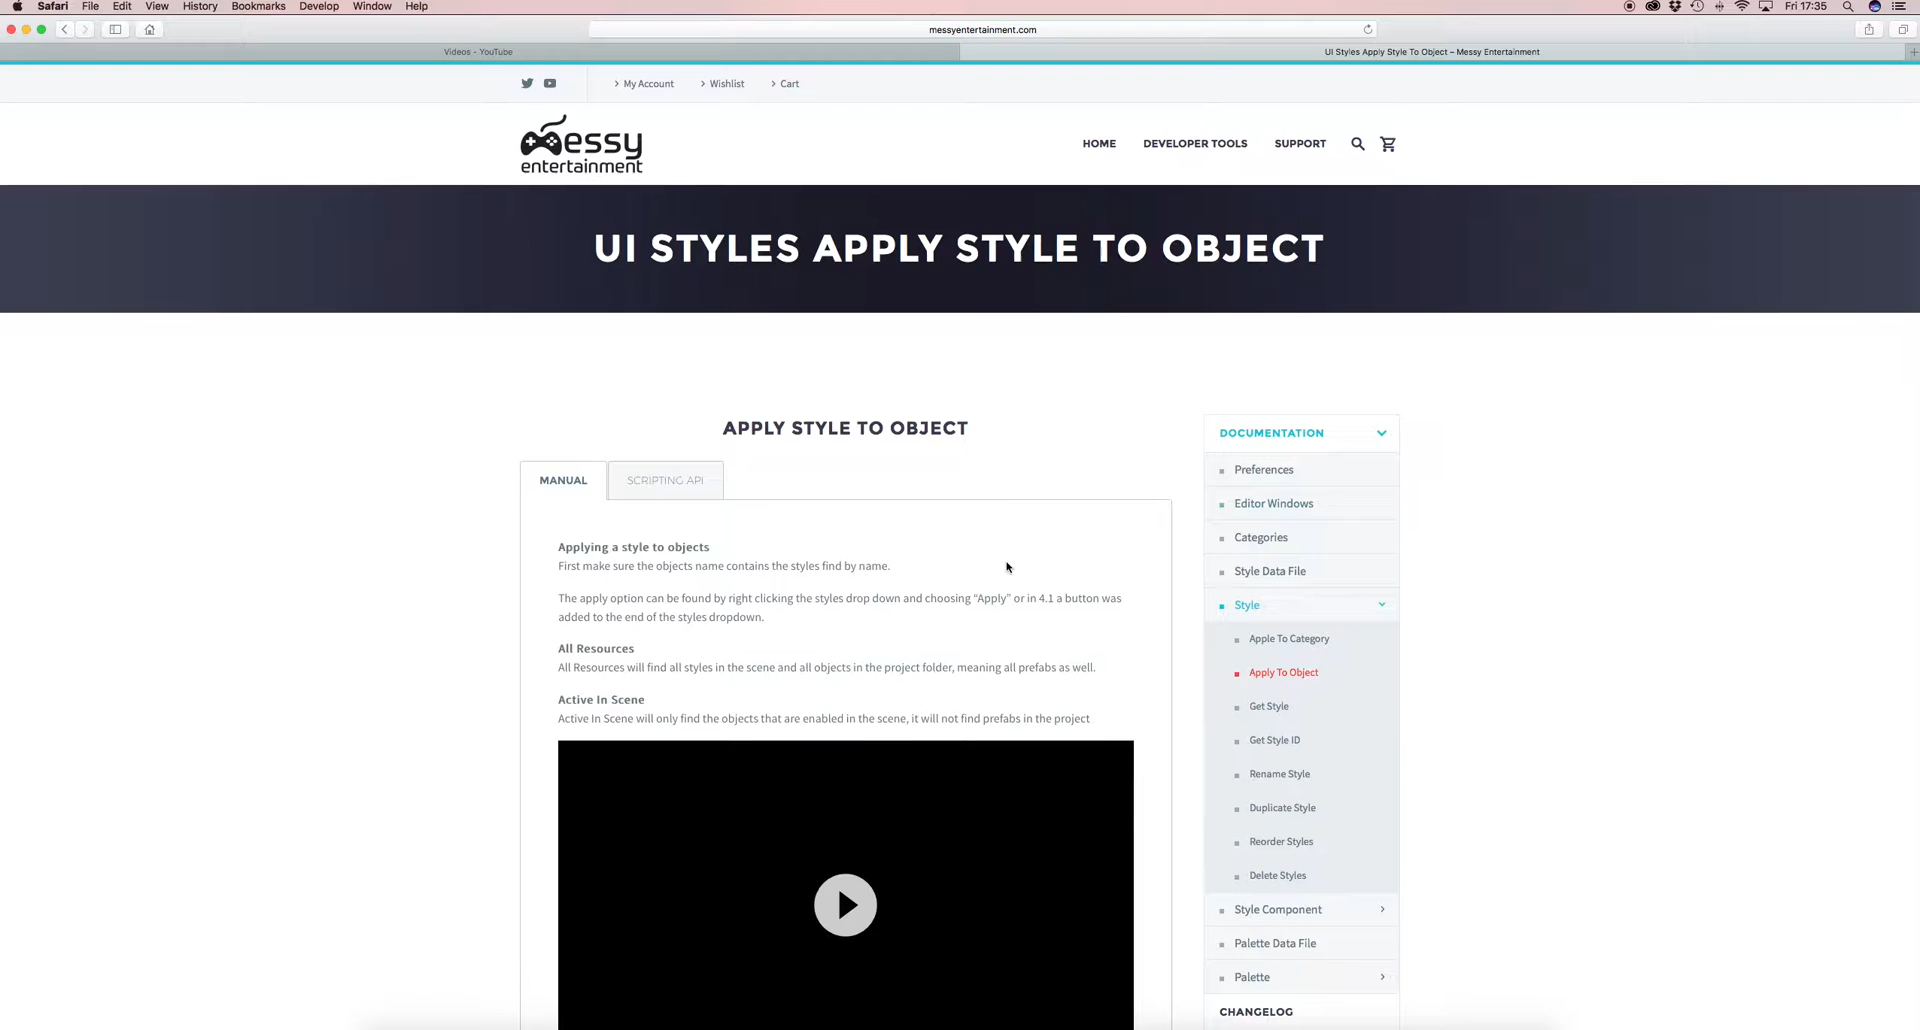 Safari File Edit View History Bookmarks Develop Window Help Fri 17:35
messyentertainment.com
Videos - YouTube UI Styles Apply Style To Object – Messy Entertainment
My Account Wishlist Cart
essy
entertainment
HOME DEVELOPER TOOLS SUPPORT
UI STYLES APPLY STYLE TO OBJECT
APPLY STYLE TO OBJECT
MANUAL SCRIPTING API
Applying a style to objects
First make sure the objects name contains the styles find by name.
The apply option can be found by right clicking the styles drop down and choosing “Apply” or in 4.1 a button was
added to the end of the styles dropdown.
All Resources
All Resources will find all styles in the scene and all objects in the project folder, meaning all prefabs as well.
Active In Scene
Active In Scene will only find the objects that are enabled in the scene, it will not find prefabs in the project
DOCUMENTATION
Preferences
Editor Windows
Categories
Style Data File
Style
Apple To Category
Apply To Object
Get Style
Get Style ID
Rename Style
Duplicate Style
Reorder Styles
Delete Styles
Style Component
Palette Data File
Palette
CHANGELOG